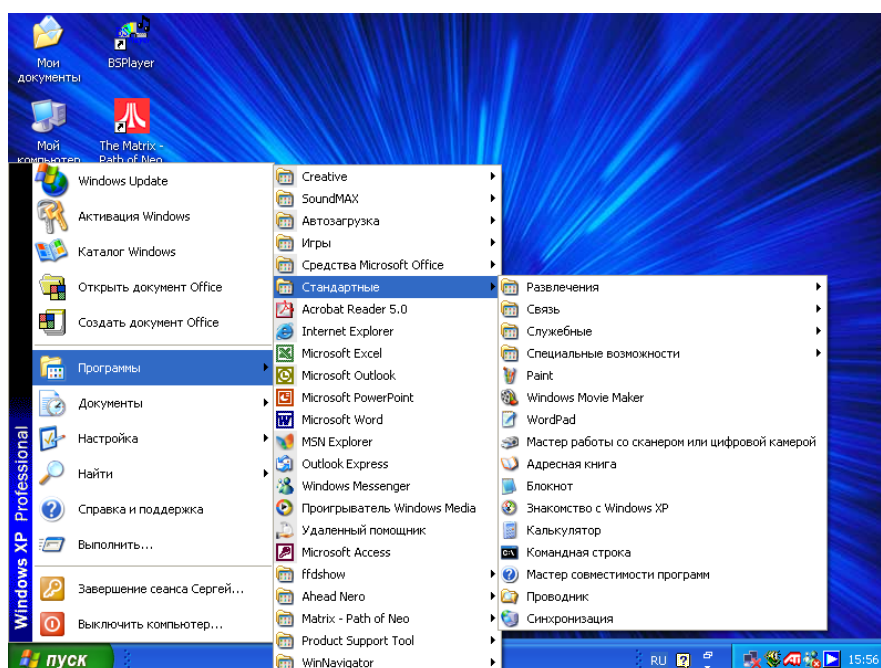 Мои
документы
BSPlayer
Мой
компьютер
The Matrix -
Path of Neo
Windows Update
Активация Windows
Каталог Windows
Открыть документ Office
Создать документ Office
Программы
Документы
Настройка
Найти
Справка и поддержка
Выполнить...
Завершение сеанса Сергей...
Выключить компьютер...
Windows XP Professional
Creative
SoundMAX
Автозагрузка
Игры
Средства Microsoft Office
Стандартные
Acrobat Reader 5.0
Internet Explorer
Microsoft Excel
Microsoft Outlook
Microsoft PowerPoint
Microsoft Word
MSN Explorer
Outlook Express
Windows Messenger
Проигрыватель Windows Media
Удаленный помощник
Microsoft Access
ffdshow
Ahead Nero
Matrix - Path of Neo
Product Support Tool
WinNavigator
Развлечения
Связь
Служебные
Специальные возможности
Paint
Windows Movie Maker
WordPad
Мастер работы со сканером или цифровой камерой
Адресная книга
Блокнот
Знакомство с Windows XP
Калькулятор
Командная строка
Мастер совместимости программ
Проводник
Синхронизация
пуск
RU
15:56